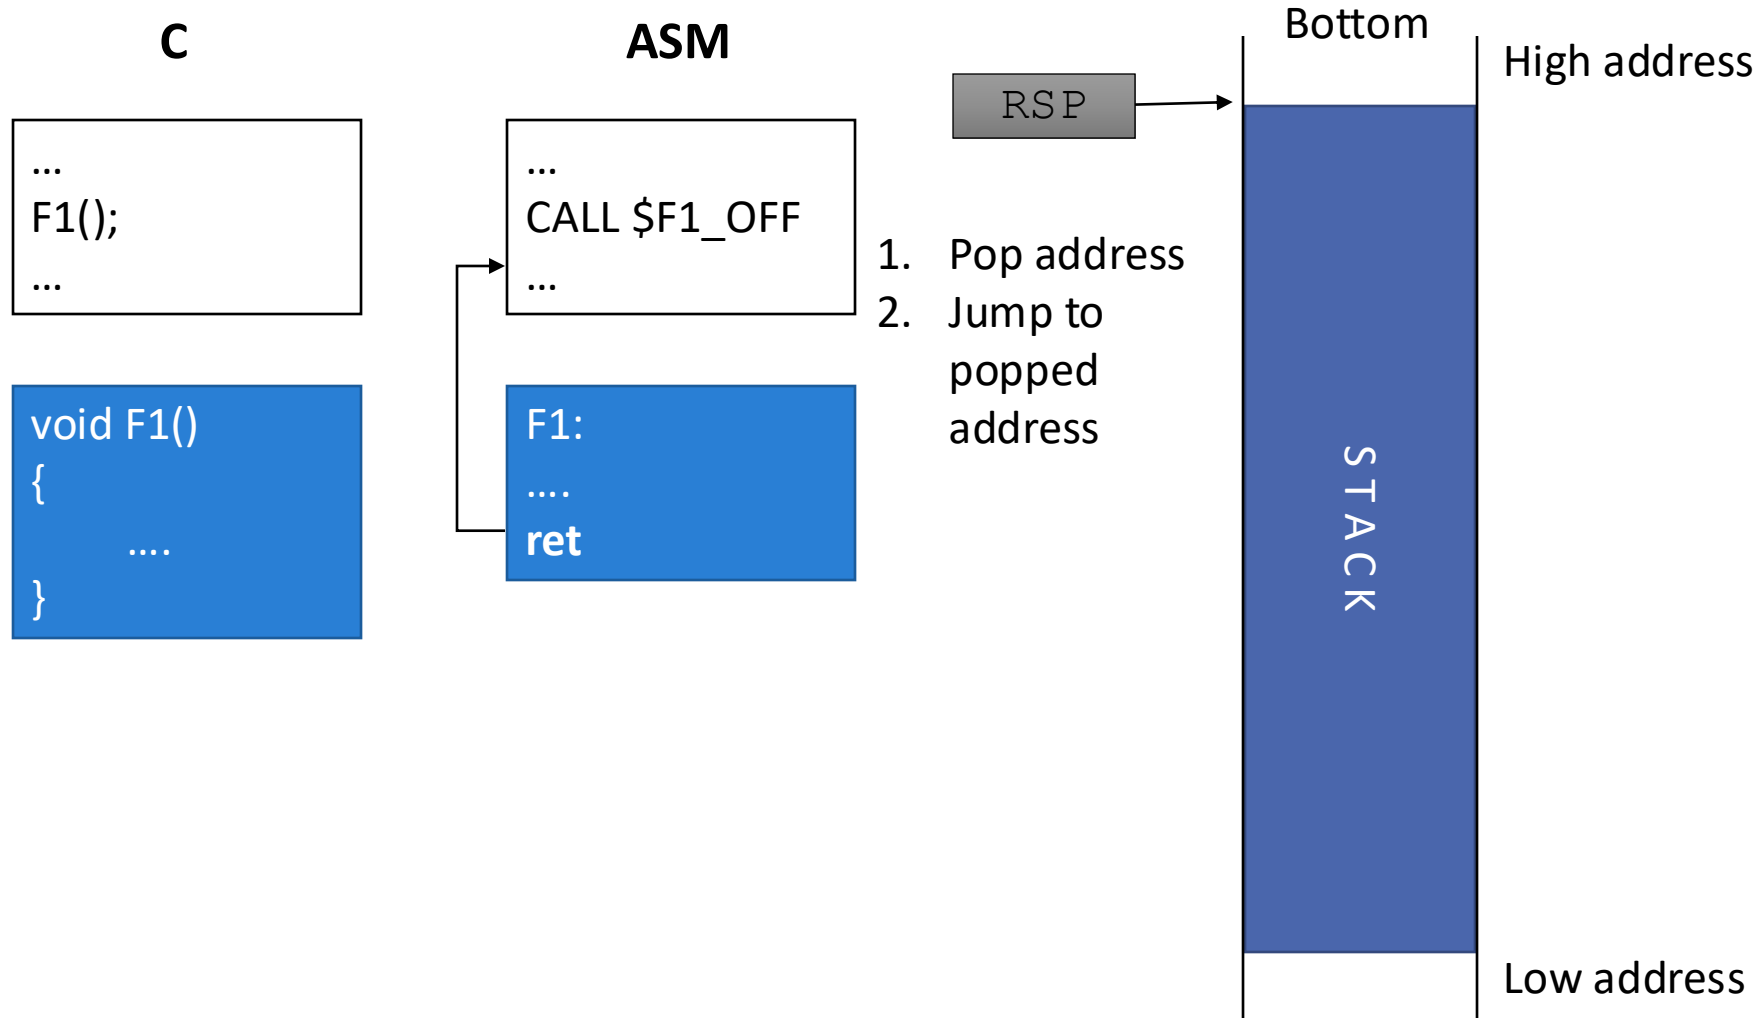 C
…
F1();
…
void F1()
{
….
}
ASM
…
CALL $F1_OFF
…
F1:
….
ret
RSP
1. Pop address
2. Jump to
popped
address
Bottom
High address
STACK
Low address